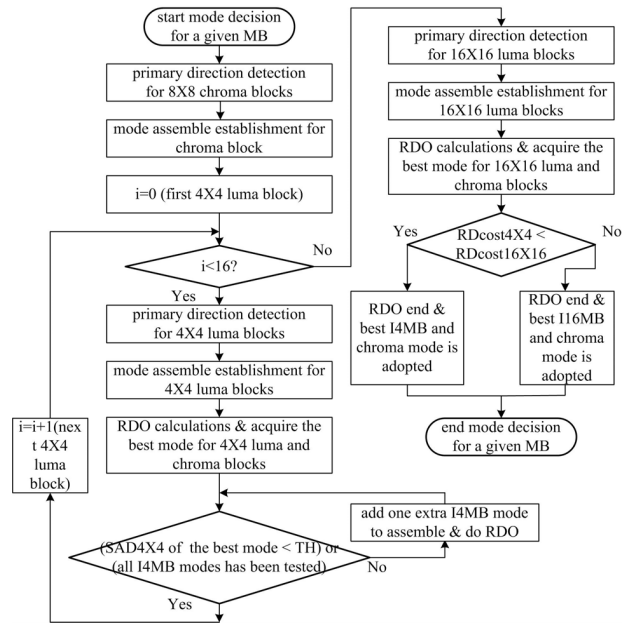 start mode decision
for a given MB
primary direction detection
for 8X8 chroma blocks
mode assemble establishment for
chroma block
i=0 (first 4X4 luma block)
i<16?
No
Yes
primary direction detection
for 4X4 luma blocks
mode assemble establishment for
4X4 luma blocks
RDO calculations & acquire the
best mode for 4X4 luma and
chroma blocks
(SAD4X4 of the best mode < TH) or
(all I4MB modes has been tested)
No
Yes
add one extra I4MB mode
to assemble & do RDO
i=i+1(nex
t 4X4
luma
block)
primary direction detection
for 16X16 luma blocks
mode assemble establishment for
16X16 luma blocks
RDO calculations & acquire the
best mode for 16X16 luma and
chroma blocks
RDcost4X4 <
RDcost16X16
Yes
No
RDO end &
best I4MB and
chroma mode is
adopted
RDO end &
best I16MB
and chroma
mode is
adopted
end mode decision
for a given MB